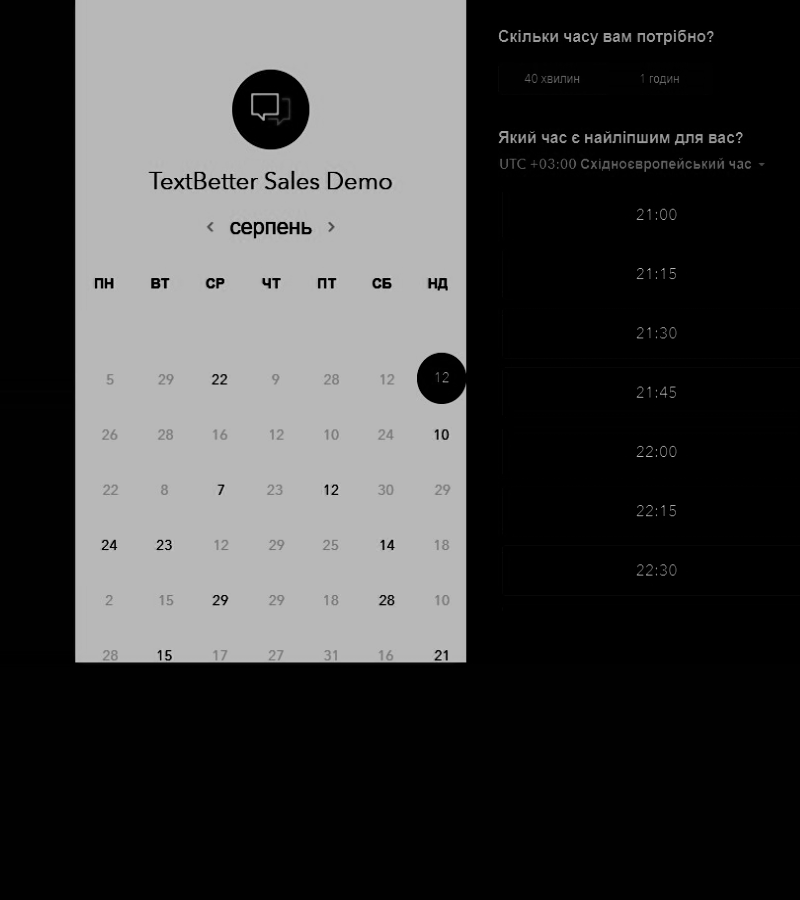 TextBetter Sales Demo
серпень
ПН ВТ СР ЧТ ПТ СБ НД
5 29 22 9 28 12 12
26 28 16 12 10 24 10
22 8 7 23 12 30 29
24 23 12 29 25 14 18
2 15 29 29 18 28 10
28 15 17 27 31 16 21
Скільки часу вам потрібно?
40 хвилин 1 годин
Який час є найліпшим для вас?
UTC +03:00 Східноєвропейський час
21:00
21:15
21:30
21:45
22:00
22:15
22:30